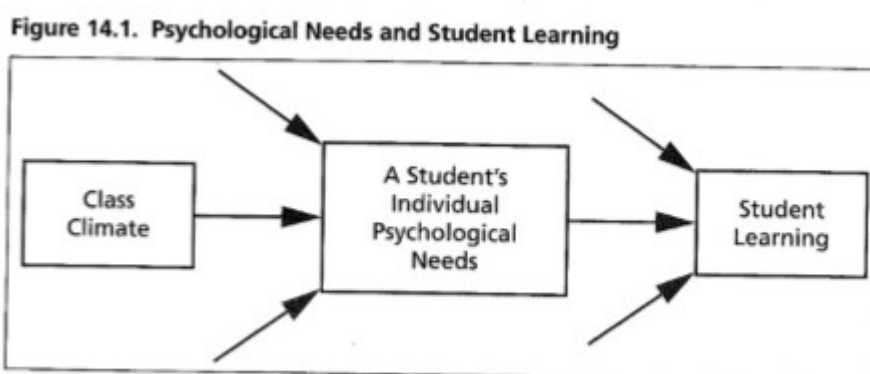 Figure 14.1. Psychological Needs and Student Learning
Class
Climate
A Student's
Individual
Psychological
Needs
Student
Learning